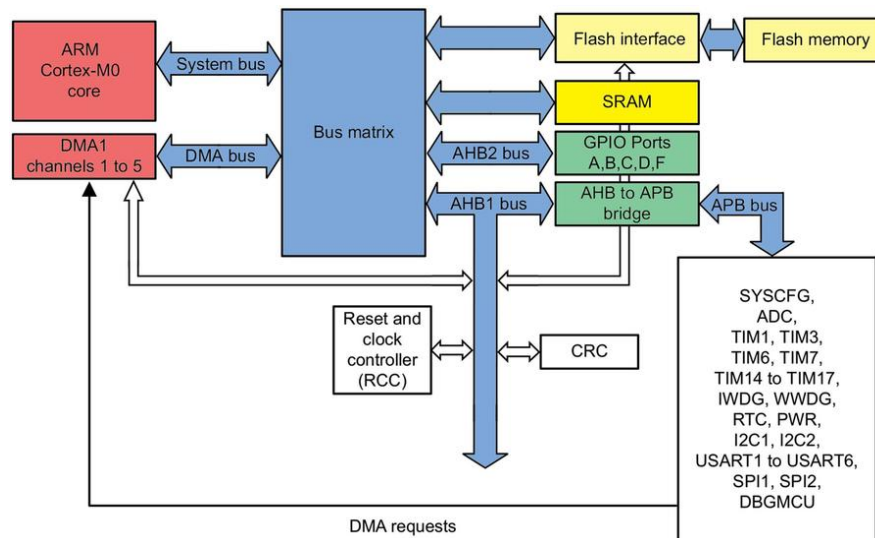 ARM
Cortex-M0
core
System bus
Bus matrix
Flash interface
Flash memory
SRAM
DMA1
channels 1 to 5
DMA bus
AHB2 bus
GPIO Ports
A,B,C,D,F
AHB1 bus
AHB to APB
bridge
APB bus
Reset and
clock
controller
(RCC)
CRC
SYSCFG,
ADC,
TIM1, TIM3,
TIM6, TIM7,
TIM14 to TIM17,
IWDG, WWDG,
RTC, PWR,
I2C1, I2C2,
USART1 to USART6,
SPI1, SPI2,
DBGMCU
DMA requests